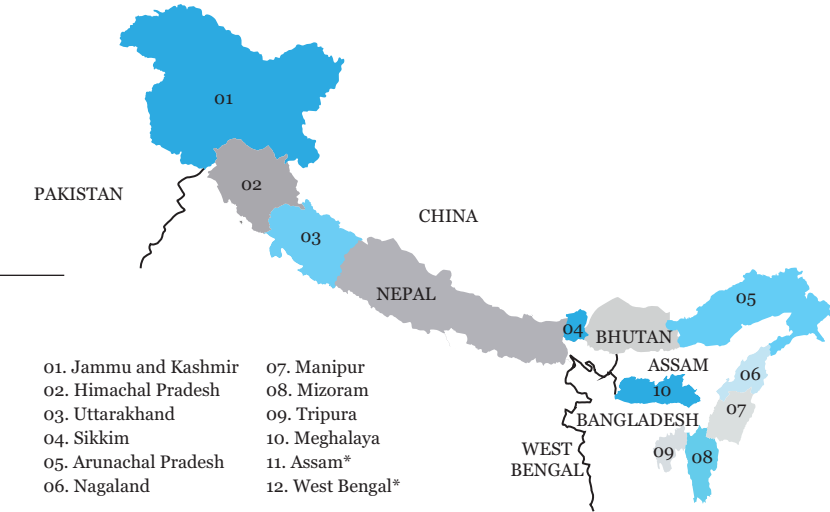 01
PAKISTAN
02
CHINA
03
NEPAL
05
04
BHUTAN
ASSAM
06
10
BANGLADESH
07
WEST
BENGAL
09
08
01. Jammu and Kashmir
02. Himachal Pradesh
03. Uttarakhand
04. Sikkim
05. Arunachal Pradesh
06. Nagaland
07. Manipur
08. Mizoram
09. Tripura
10. Meghalaya
11. Assam*
12. West Bengal*